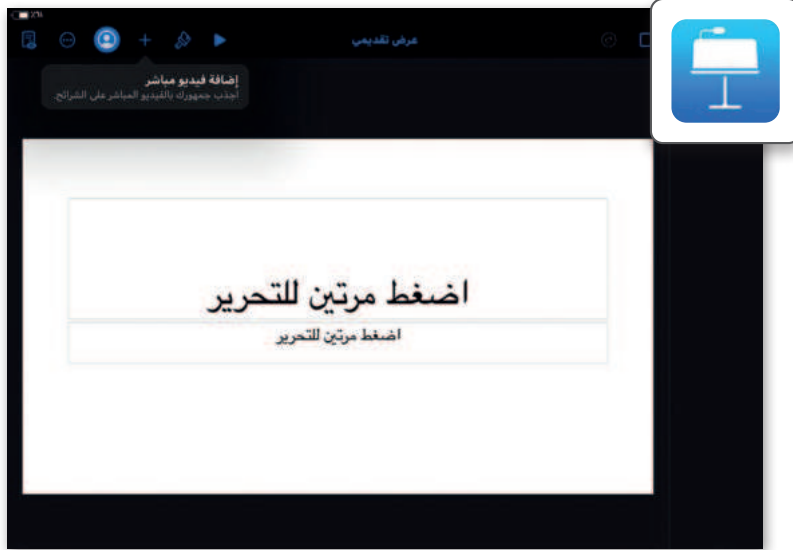 عرض تقديمي
إضافة فيديو مباشر
اجذب جمهورك بالفيديو المباشر على الشرائح.
اضغط مرتين للتحرير
اضغط مرتين للتحرير